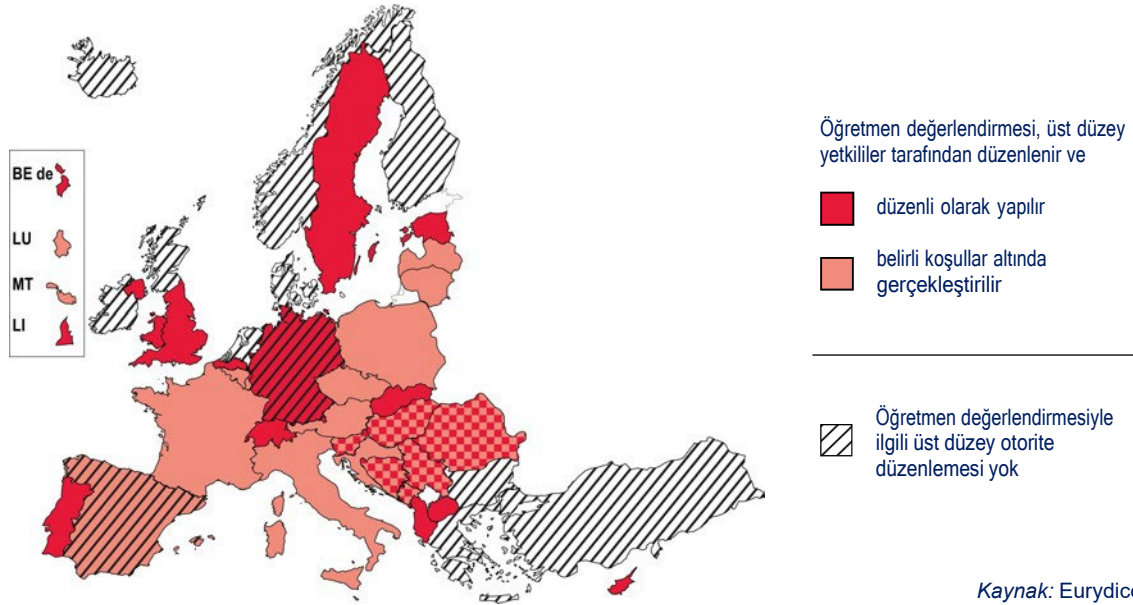 BE de
LU
MT
LI
Öğretmen değerlendirmesi, üst düzey
yetkililer tarafından düzenlenir ve
düzenli olarak yapılır
belirli koşullar altında
gerçekleştirilir
Öğretmen değerlendirmesiyle
ilgili üst düzey otorite
düzenlemesi yok
Kaynak: Eurydice